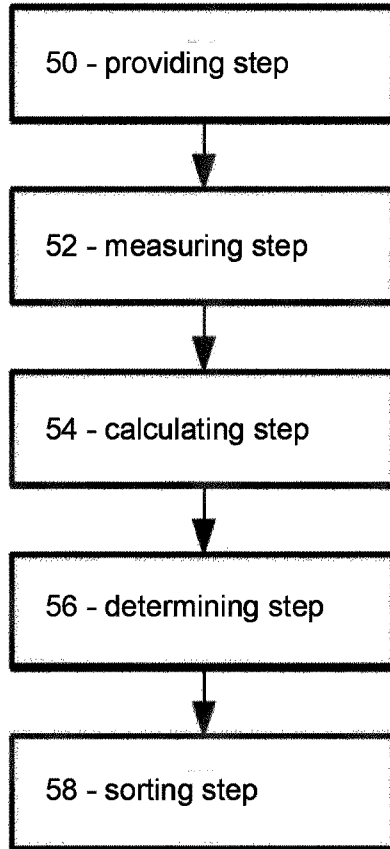 50 - providing step
52 - measuring step
54 - calculating step
56 - determining step
58 - sorting step